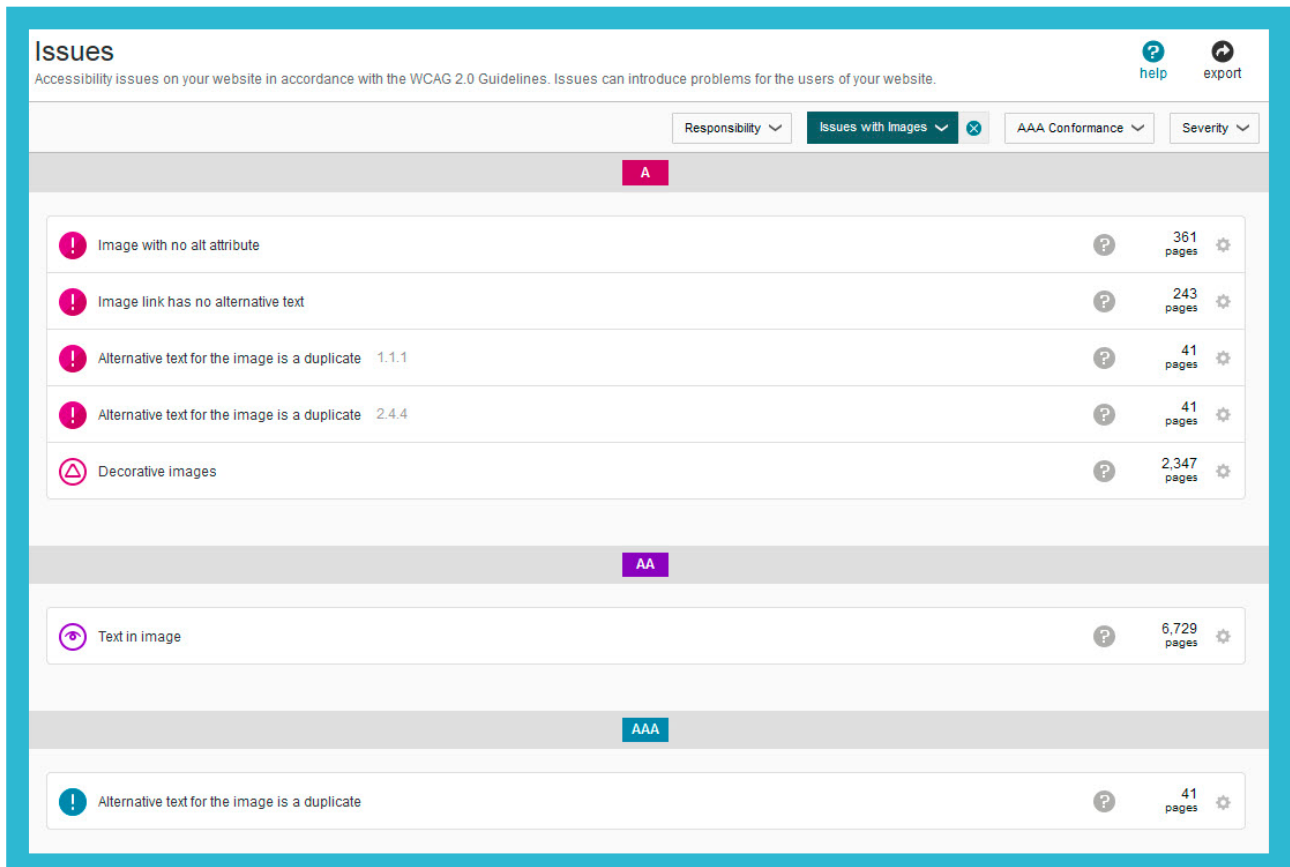 Issues
Accessibility issues on your website in accordance with the WCAG 2.0 Guidelines. Issues can introduce problems for the users of your website.
? help
export
Responsibility
Issues with Images
AAA Conformance
Severity
A
! Image with no alt attribute ? 361 pages
! Image link has no alternative text ? 243 pages
! Alternative text for the image is a duplicate 1.1.1 ? 41 pages
! Alternative text for the image is a duplicate 2.4.4 ? 41 pages
Decorative images ? 2,347 pages
AA
Text in image ? 6,729 pages
AAA
! Alternative text for the image is a duplicate ? 41 pages